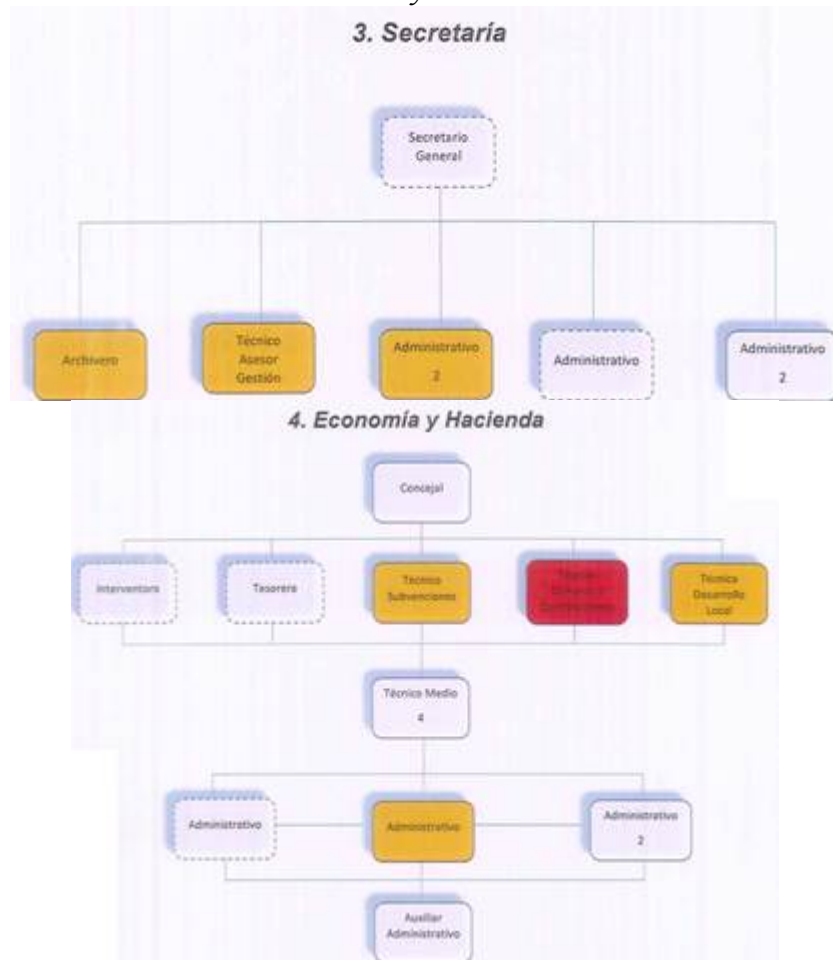 3. Secretaría
Secretario
General
Archivero
Técnico
Asesor
Gestión
Administrativo
2
Administrativo
Administrativo
2
4. Economía y Hacienda
Concejal
Interventora
Tesorera
Técnico
Subvenciones
Técnico
Desarrollo
Local
Técnico Medio
4
Administrativo
Administrativo
Administrativo
2
Auxiliar
Administrativo